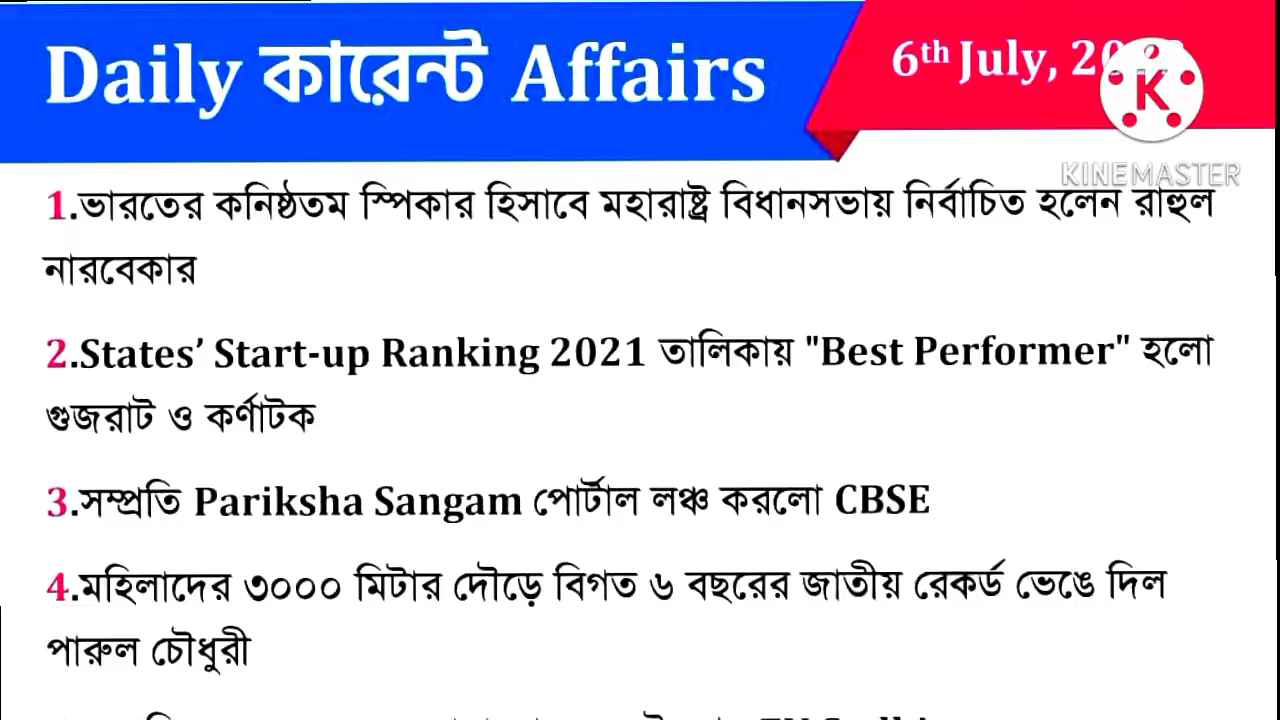 Daily কারেন্ট Affairs
6th July,
K
KINEMASTER
1.ভারতের কনিষ্ঠতম স্পিকার হিসাবে মহারাষ্ট্র বিধানসভায় নির্বাচিত হলেন রাহুল
নারবেকার
2.States’ Start-up Ranking 2021 তালিকায় "Best Performer" হলো
গুজরাট ও কর্ণাটক
3.সম্প্রতি Pariksha Sangam পোর্টাল লঞ্চ করলো CBSE
4.মহিলাদের ৩০০০ মিটার দৌড়ে বিগত ৬ বছরের জাতীয় রেকর্ড ভেঙে দিল
পারুল চৌধুরী